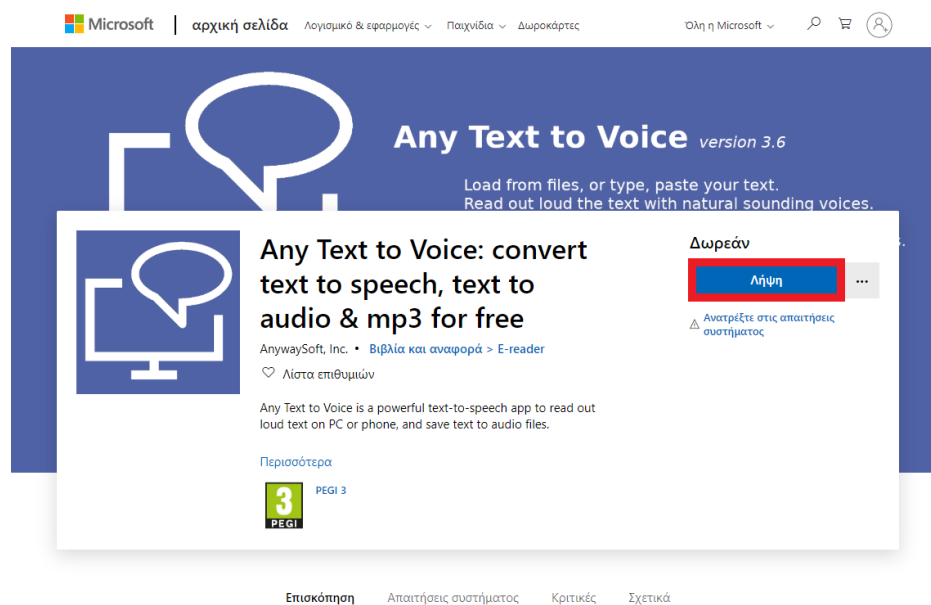 Microsoft
αρχική σελίδα
Λογισμικό & εφαρμογές
Παιχνίδια
Δωροκάρτες
Όλη η Microsoft
Any Text to Voice version 3.6
Load from files, or type, paste your text.
Read out loud the text with natural sounding voices.
Any Text to Voice: convert
text to speech, text to
audio & mp3 for free
AnywaySoft, Inc. • Βιβλία και αναφορά > E-reader
Λίστα επιθυμιών
Any Text to Voice is a powerful text-to-speech app to read out
loud text on PC or phone, and save text to audio files.
Περισσότερα
3
PEGI
PEGI 3
Δωρεάν
Λήψη
...
Ανατρέξτε στις απαιτήσεις
συστήματος
Επισκόπηση
Απαιτήσεις συστήματος
Κριτικές
Σχετικά